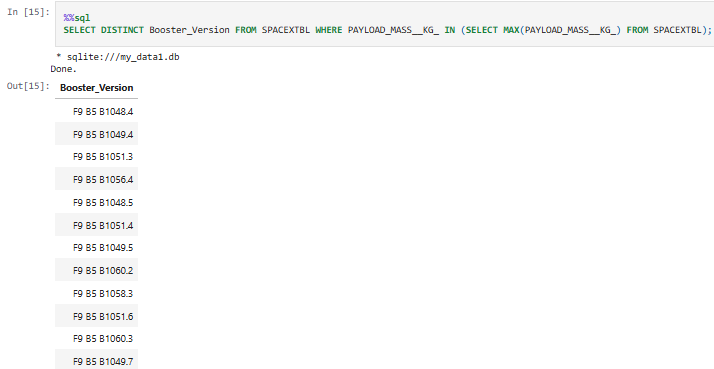 In [15]:
%%sql
SELECT DISTINCT Booster_Version FROM SPACEXTBL WHERE PAYLOAD_MASS__KG_ IN (SELECT MAX(PAYLOAD_MASS__KG_) FROM SPACEXTBL);
* sqlite:///my_data1.db
Done.
Out[15]:
Booster_Version
F9 B5 B1048.4
F9 B5 B1049.4
F9 B5 B1051.3
F9 B5 B1056.4
F9 B5 B1048.5
F9 B5 B1051.4
F9 B5 B1049.5
F9 B5 B1060.2
F9 B5 B1058.3
F9 B5 B1051.6
F9 B5 B1060.3
F9 B5 B1049.7